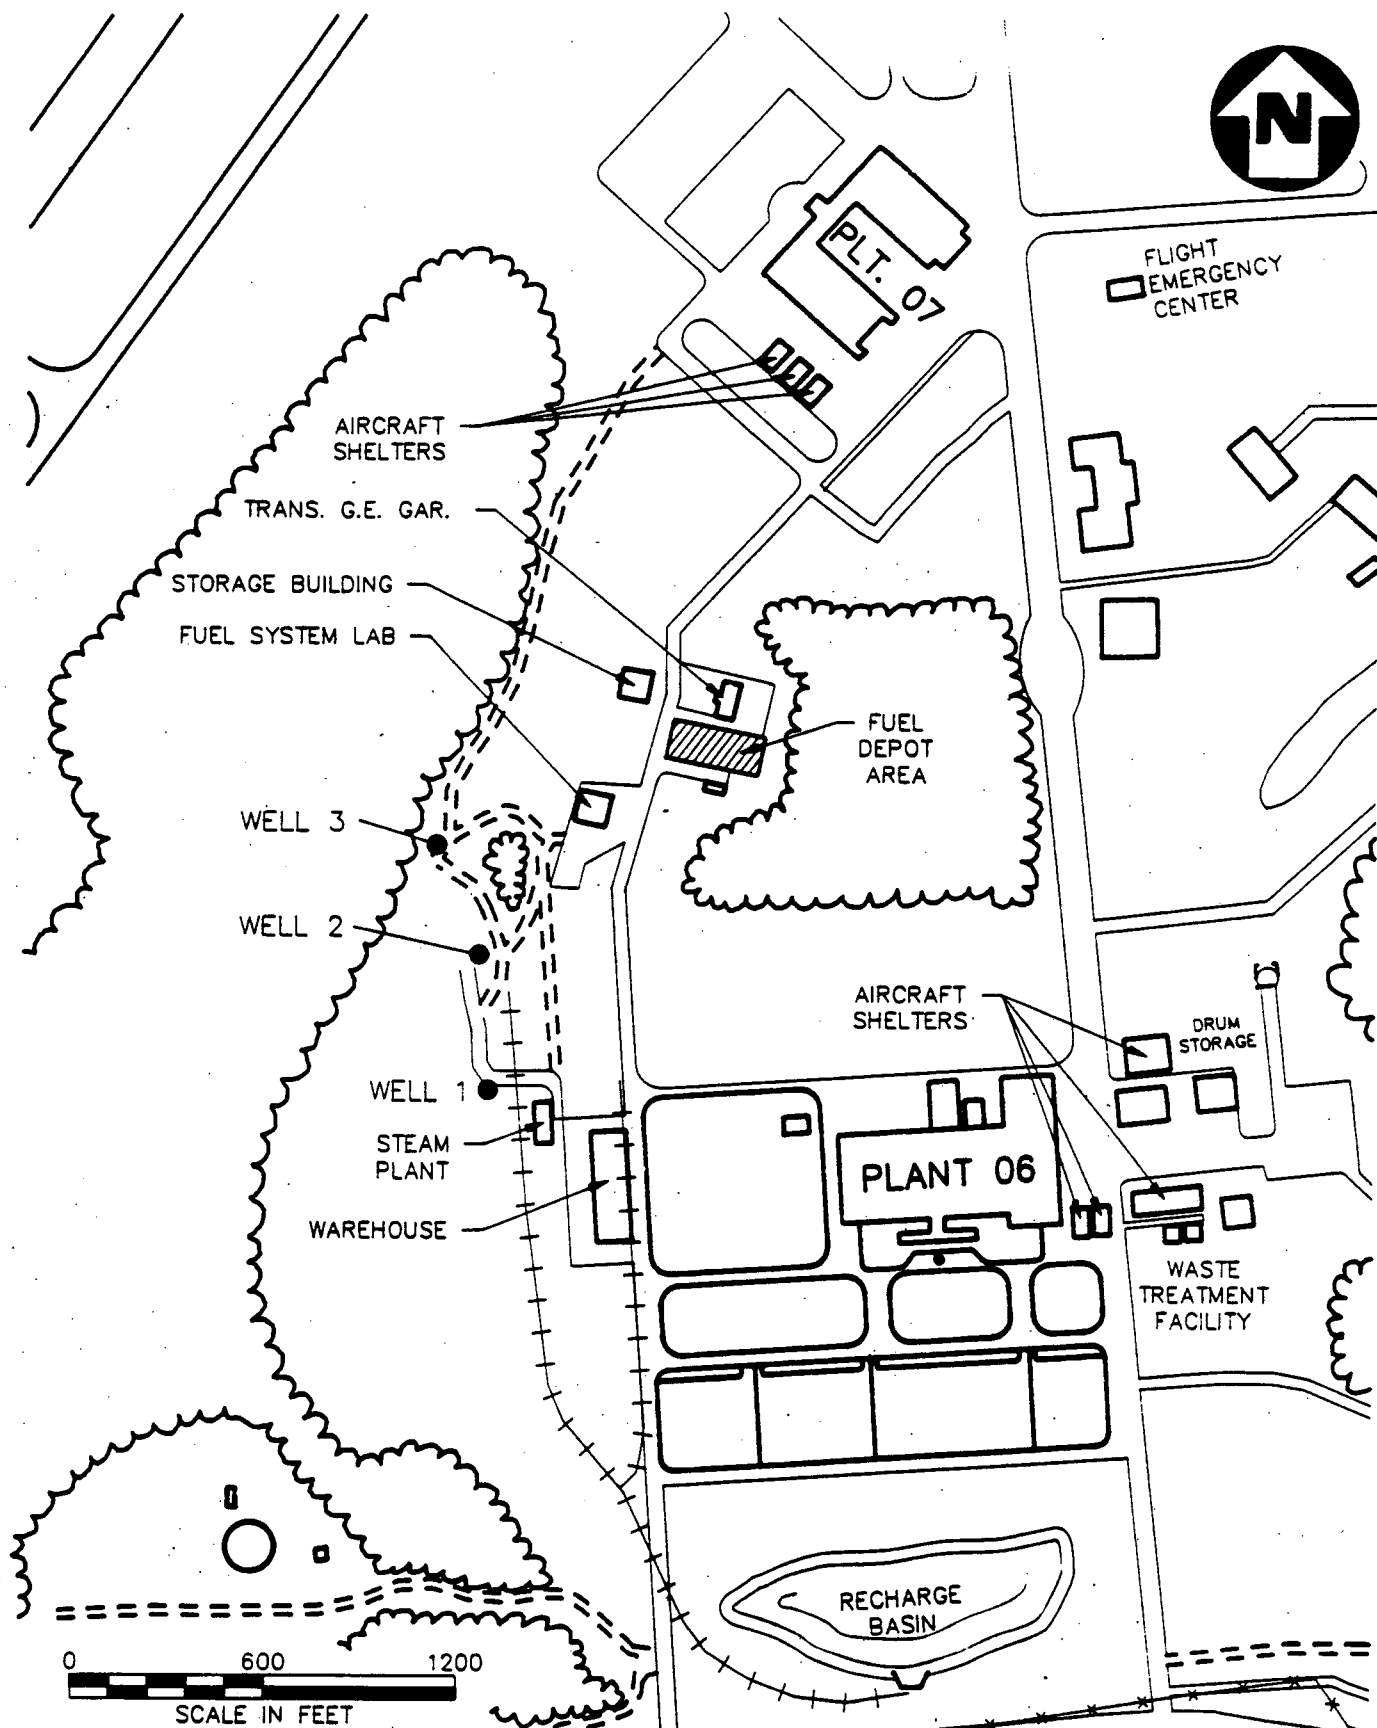 N
PLT. 07
FLIGHT
EMERGENCY
CENTER
AIRCRAFT
SHELTERS
TRANS. G.E. GAR.
STORAGE BUILDING
FUEL SYSTEM LAB
FUEL
DEPOT
AREA
WELL 3
WELL 2
AIRCRAFT
SHELTERS
DRUM
STORAGE
WELL 1
STEAM
PLANT
PLANT 06
WAREHOUSE
WASTE
TREATMENT
FACILITY
RECHARGE
BASIN
0 600 1200
SCALE IN FEET